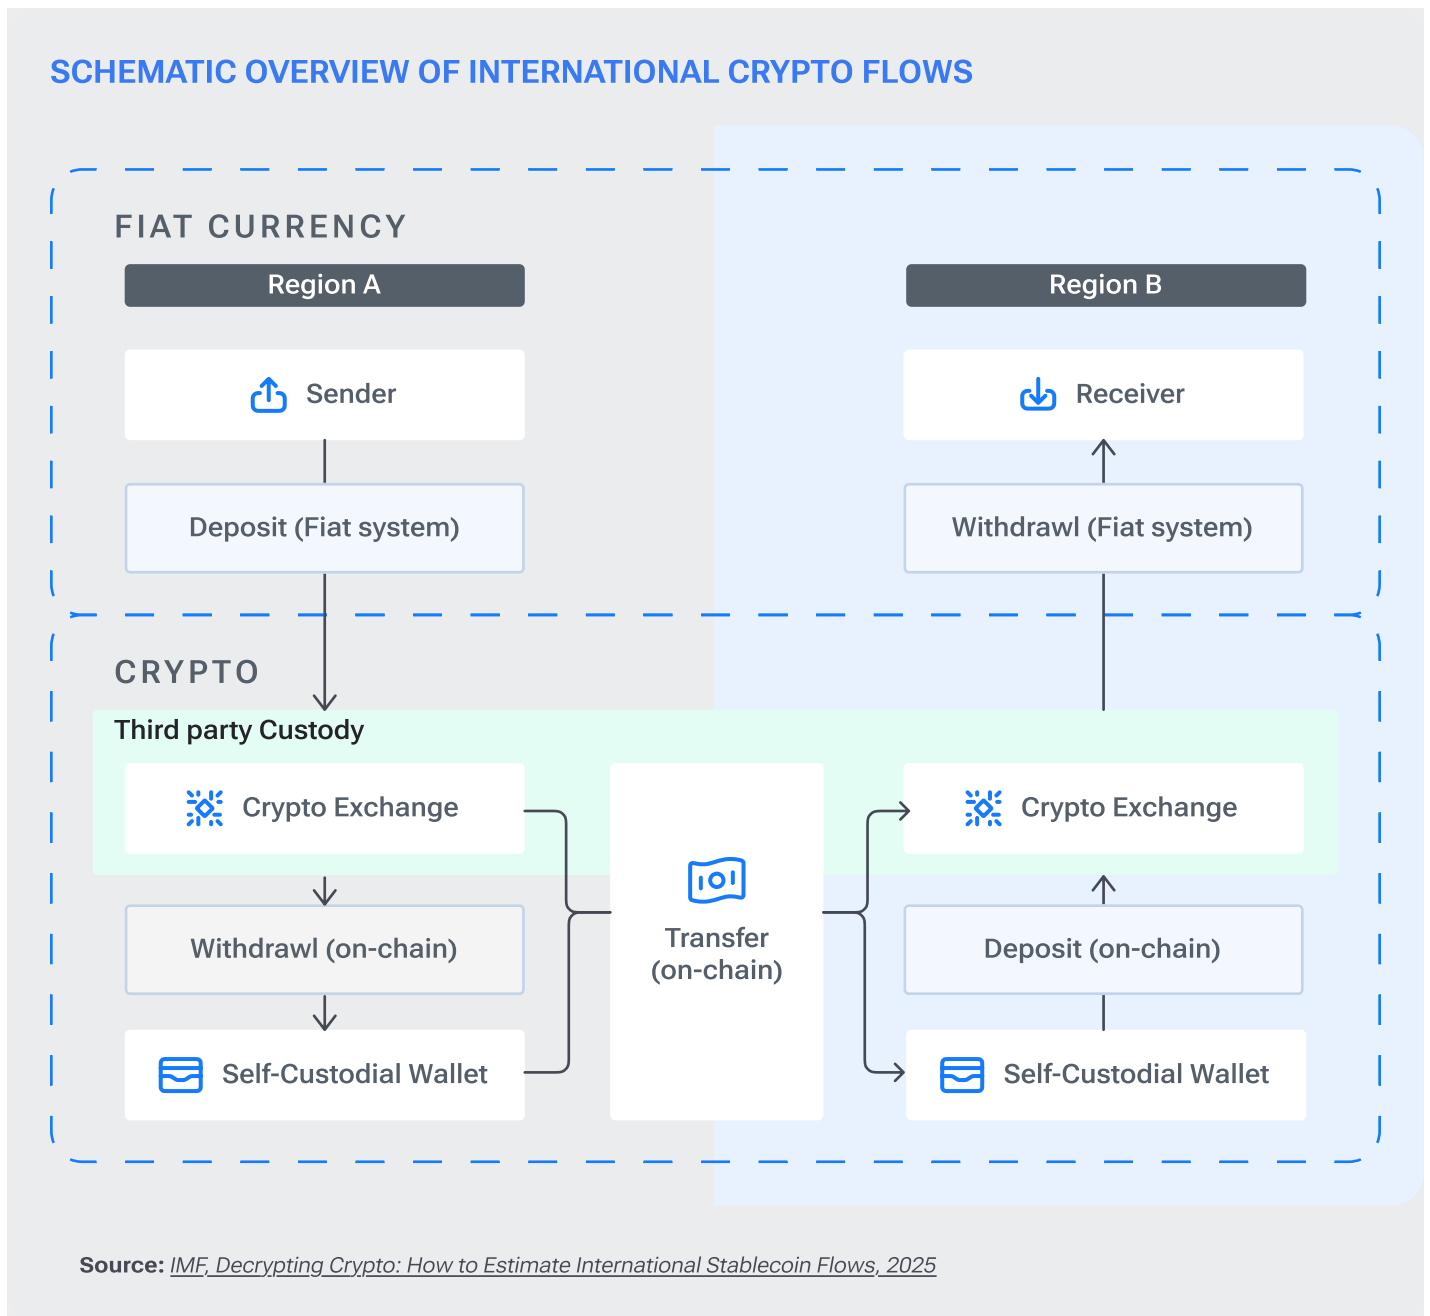 SCHEMATIC OVERVIEW OF INTERNATIONAL CRYPTO FLOWS
FIAT CURRENCY
Region A
Region B
Sender
Receiver
Deposit (Fiat system)
Withdrawl (Fiat system)
CRYPTO
Third party Custody
Crypto Exchange
Crypto Exchange
Transfer
(on-chain)
Withdrawl (on-chain)
Deposit (on-chain)
Self-Custodial Wallet
Self-Custodial Wallet
Source: IMF, Decrypting Crypto: How to Estimate International Stablecoin Flows, 2025